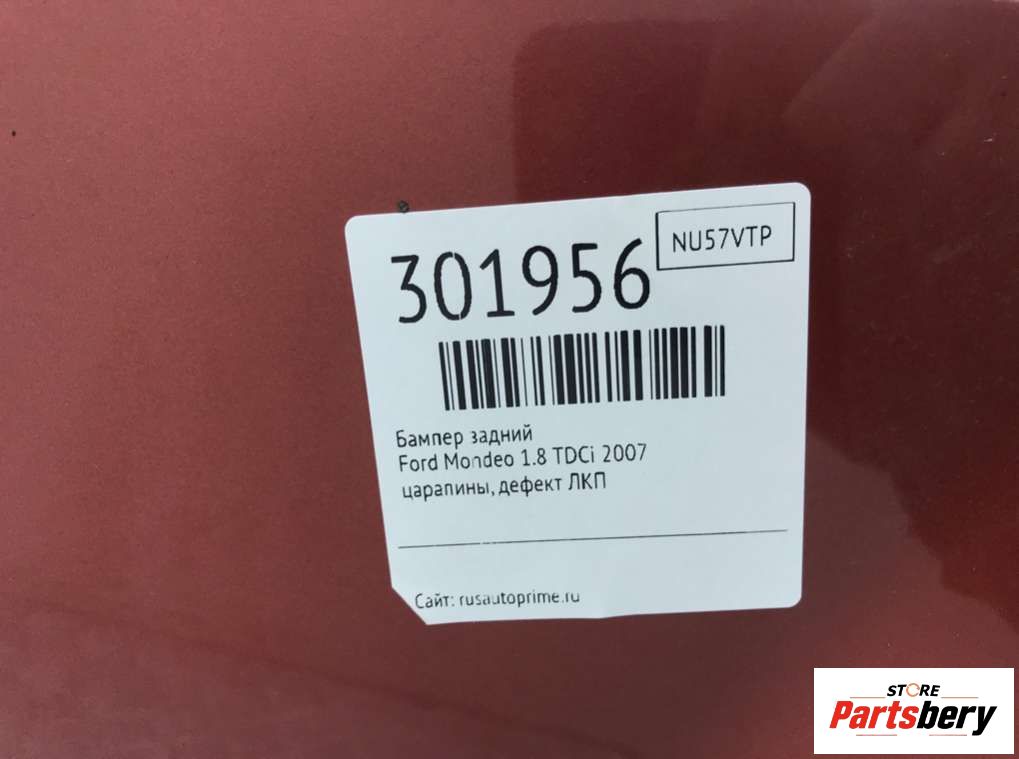 301956
NU57VTP
Бампер задний
Ford Mondeo 1.8 TDCi 2007
царапины, дефект ЛКП
Сайт: rusautoprime.ru
STORE
Partsbery